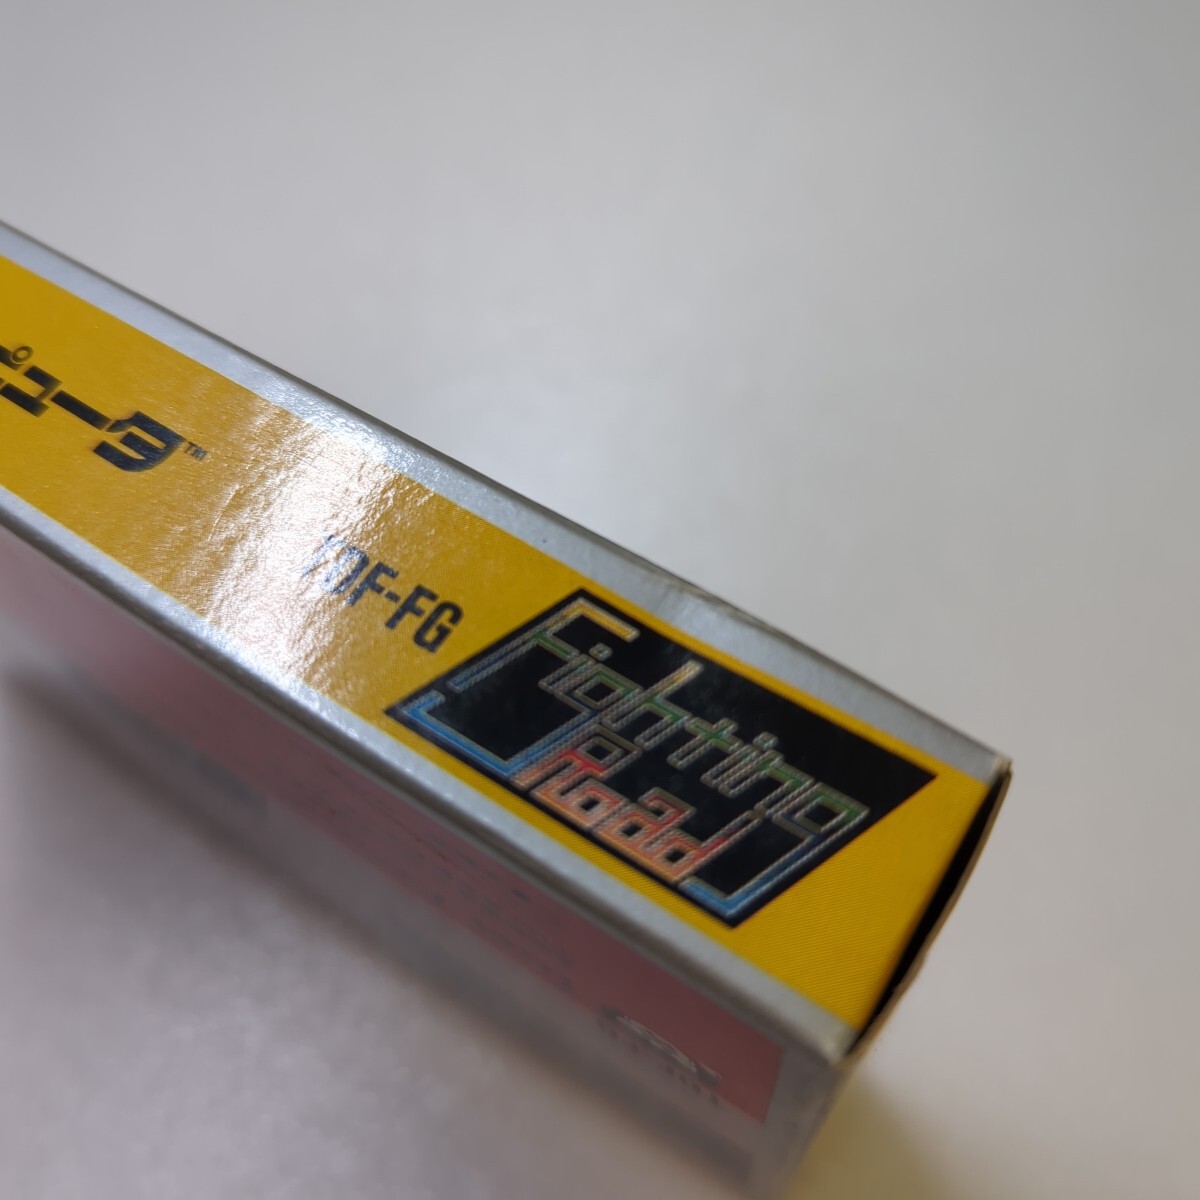 ピュータ™
TDF-FG
Fighting
Road